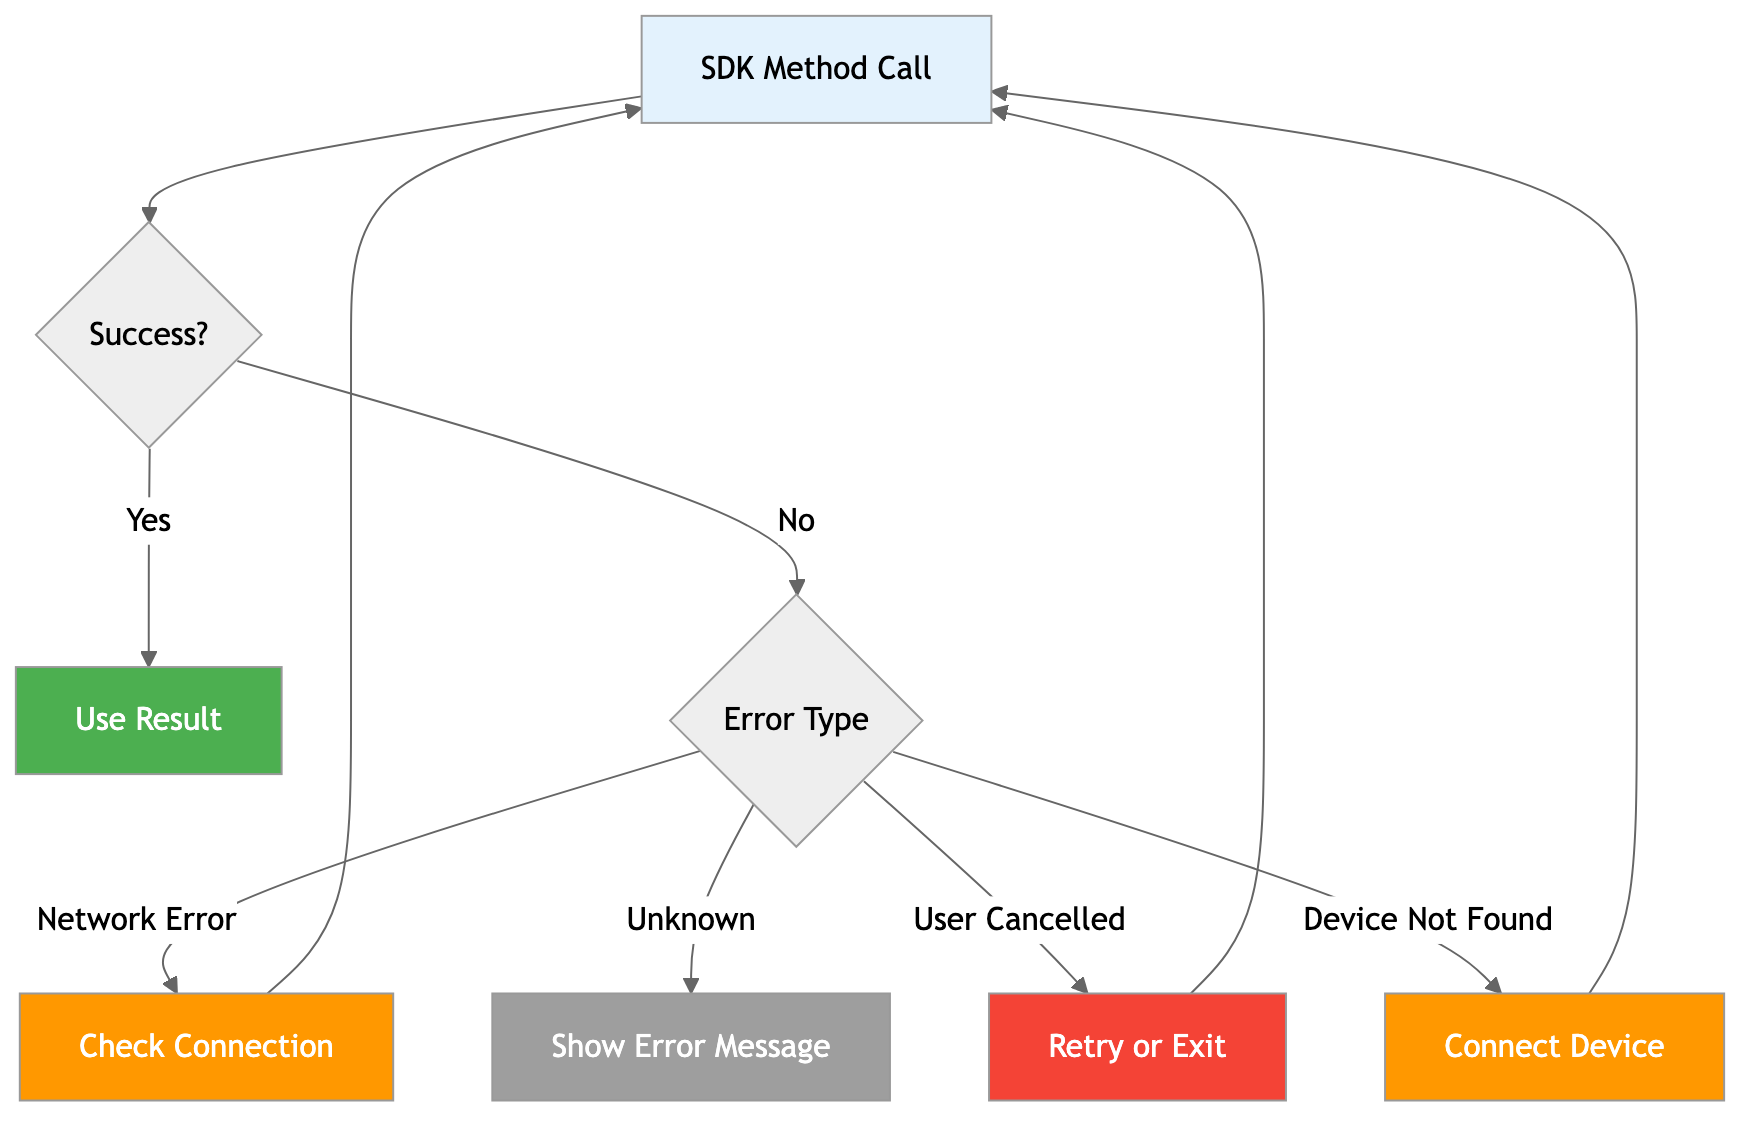 SDK Method Call
Success?
Yes
No
Use Result
Error Type
Network Error
Unknown
User Cancelled
Device Not Found
Check Connection
Show Error Message
Retry or Exit
Connect Device